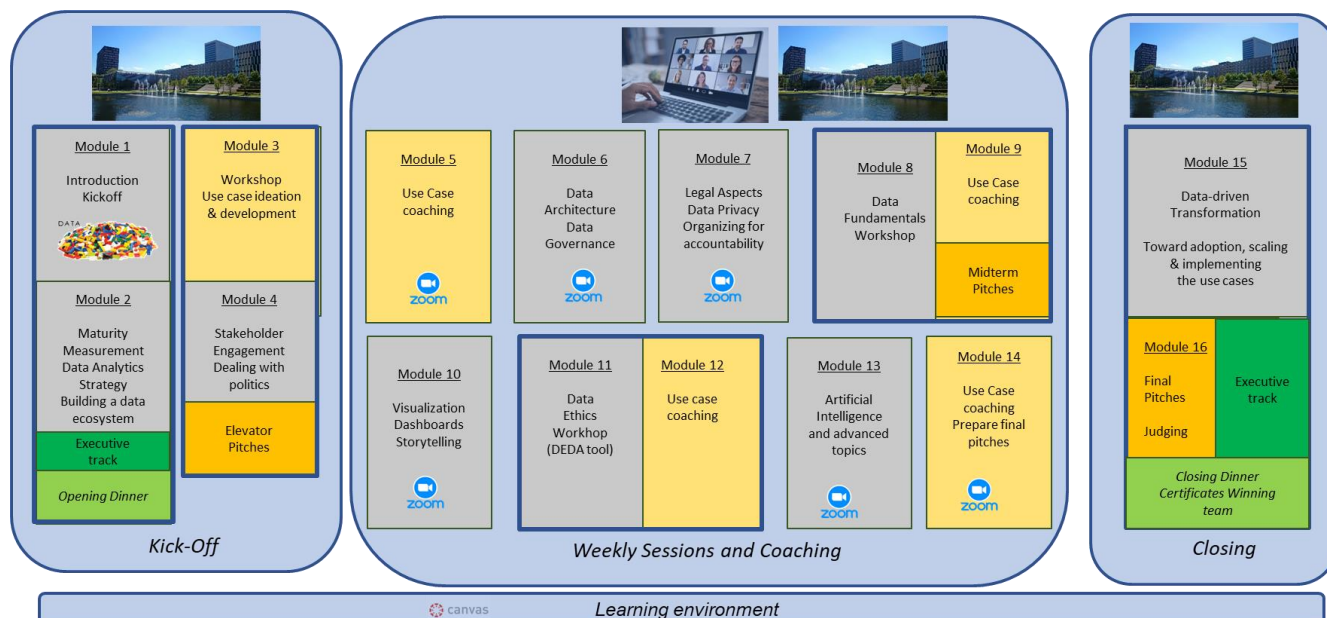 Module 1
Introduction
Kickoff
DATA
Module 2
Maturity
Measurement
Data Analytics
Strategy
Building a data
ecosystem
Executive
track
Opening Dinner
Module 3
Workshop
Use case ideation
& development
Module 4
Stakeholder
Engagement
Dealing with
politics
Elevator
Pitches
Kick-Off
Module 5
Use Case
coaching
zoom
Module 6
Data
Architecture
Data
Governance
zoom
Module 7
Legal Aspects
Data Privacy
Organizing for
accountability
zoom
Module 8
Data
Fundamentals
Workshop
Module 9
Use Case
coaching
Midterm
Pitches
Module 10
Visualization
Dashboards
Storytelling
zoom
Module 11
Data
Ethics
Workhop
(DEDA tool)
Module 12
Use case
coaching
Module 13
Artificial
Intelligence
and advanced
topics
zoom
Module 14
Use Case
coaching
Prepare final
pitches
zoom
Weekly Sessions and Coaching
Module 15
Data-driven
Transformation
Toward adoption, scaling
& implementing
the use cases
Module 16
Final
Pitches
Judging
Executive
track
Closing Dinner
Certificates Winning
team
Closing
canvas
Learning environment